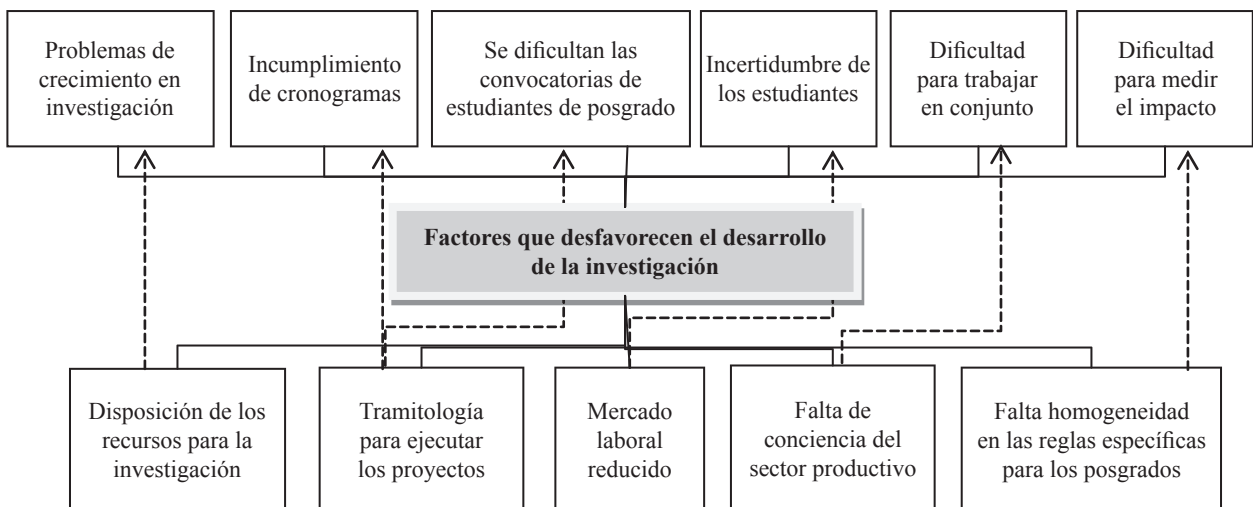 Problemas de
crecimiento en
investigación
Incumplimiento
de cronogramas
Se dificultan las
convocatorias de
estudiantes de posgrado
Incertidumbre de
los estudiantes
Dificultad
para trabajar
en conjunto
Dificultad
para medir
el impacto
Factores que desfavorecen el desarrollo
de la investigación
Disposición de los
recursos para la
investigación
Tramitología
para ejecutar
los proyectos
Mercado
laboral
reducido
Falta de
conciencia del
sector productivo
Falta homogeneidad
en las reglas específicas
para los posgrados